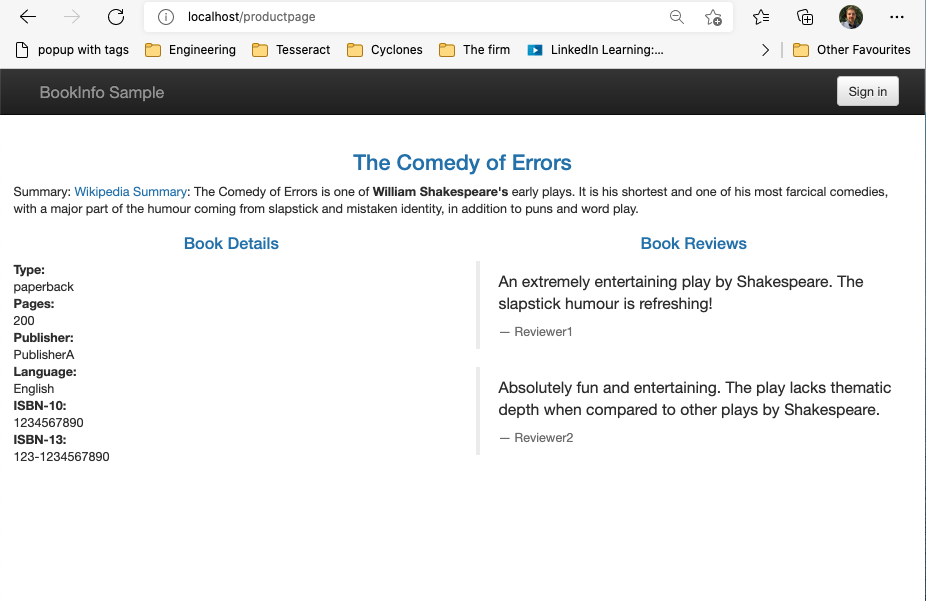 localhost/productpage
popup with tags Engineering Tesseract Cyclones The firm LinkedIn Learning:... Other Favourites
BookInfo Sample Sign in
The Comedy of Errors
Summary: Wikipedia Summary: The Comedy of Errors is one of William Shakespeare's early plays. It is his shortest and one of his most farcical comedies,
with a major part of the humour coming from slapstick and mistaken identity, in addition to puns and word play.
Book Details
Type:
paperback
Pages:
200
Publisher:
PublisherA
Language:
English
ISBN-10:
1234567890
ISBN-13:
123-1234567890
Book Reviews
An extremely entertaining play by Shakespeare. The
slapstick humour is refreshing!
— Reviewer1
Absolutely fun and entertaining. The play lacks thematic
depth when compared to other plays by Shakespeare.
— Reviewer2